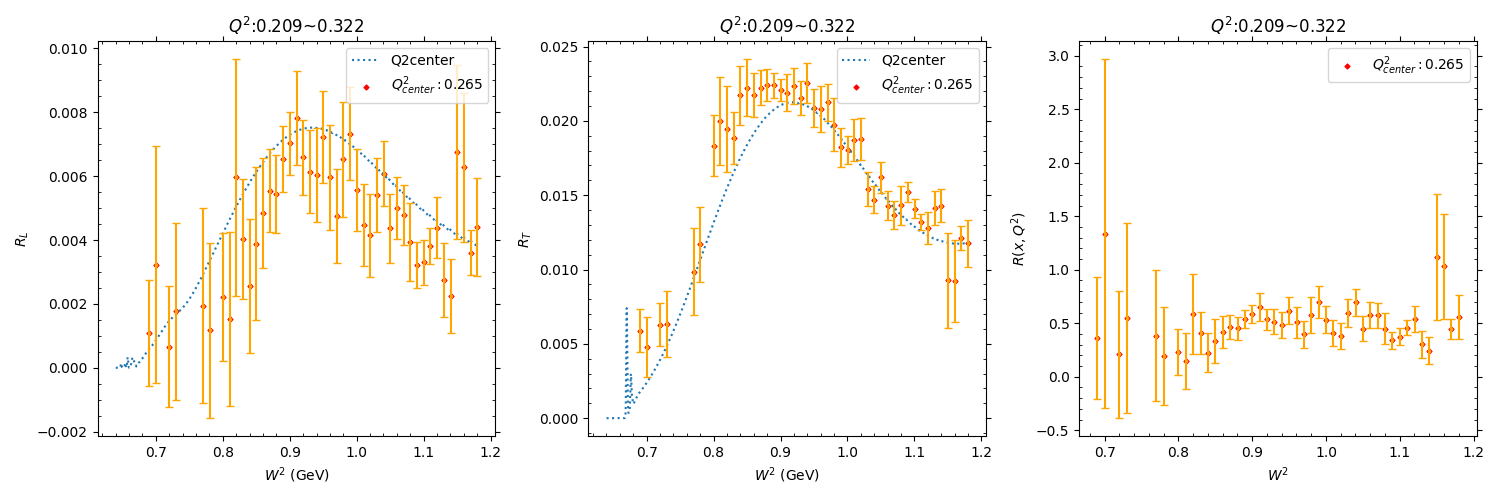 Q²:0.209~0.322
0.010
0.008
0.006
0.004
0.002
0.000
−0.002
R_L
Q2center
Q²_center : 0.265
0.7 0.8 0.9 1.0 1.1 1.2
W² (GeV)
Q²:0.209~0.322
0.025
0.020
0.015
0.010
0.005
0.000
R_T
Q2center
Q²_center : 0.265
0.7 0.8 0.9 1.0 1.1 1.2
W² (GeV)
Q²:0.209~0.322
3.0
2.5
2.0
1.5
1.0
0.5
0.0
−0.5
R(x, Q²)
Q²_center : 0.265
0.7 0.8 0.9 1.0 1.1 1.2
W²